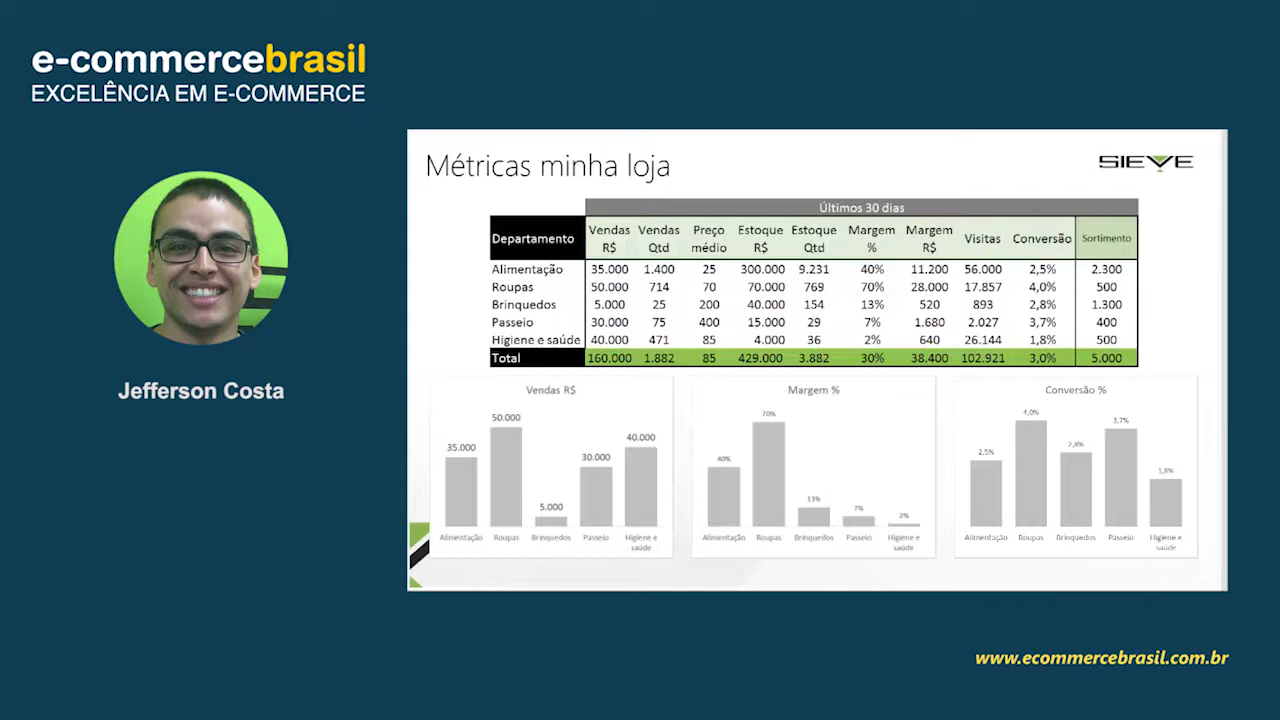 e-commercebrasil
EXCELÊNCIA EM E-COMMERCE
Jefferson Costa
Métricas minha loja
SIEVE
Últimos 30 dias
Departamento Vendas R$ Vendas Qtd Preço médio Estoque R$ Estoque Qtd Margem % Margem R$ Visitas Conversão Sortimento
Alimentação 35.000 1.400 25 300.000 9.231 40% 11.200 56.000 2,5% 2.300
Roupas 50.000 714 70 70.000 769 70% 28.000 17.857 4,0% 500
Brinquedos 5.000 25 200 40.000 154 13% 520 893 2,8% 1.300
Passeio 30.000 75 400 15.000 29 7% 1.680 2.027 3,7% 400
Higiene e saúde 40.000 471 85 4.000 36 2% 640 26.144 1,8% 500
Total 160.000 1.882 85 429.000 3.882 30% 38.400 102.921 3,0% 5.000
Vendas R$
35.000 50.000 5.000 30.000 40.000
Alimentação Roupas Brinquedos Passeio Higiene e
saúde
Margem %
40% 70% 13% 7% 2%
Alimentação Roupas Brinquedos Passeio Higiene e
saúde
Conversão %
2,5% 4,0% 2,8% 3,7% 1,8%
Alimentação Roupas Brinquedos Passeio Higiene e
saúde
www.ecommercebrasil.com.br